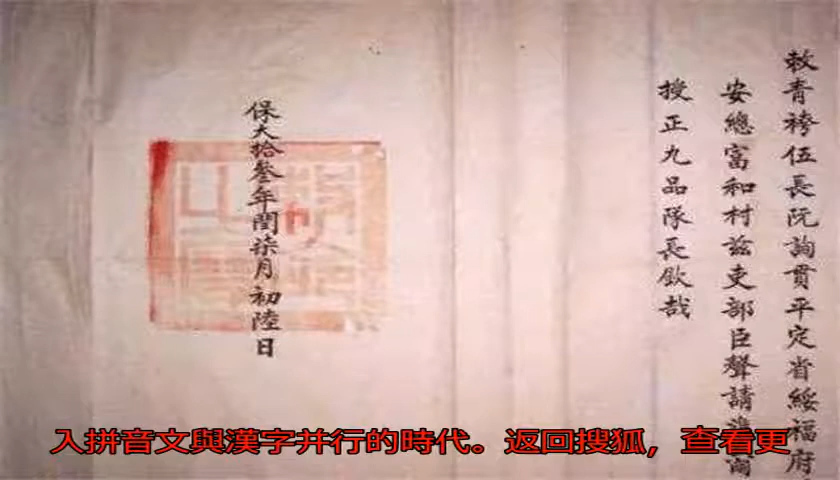 敕青袴伍長阮詢貫平定省綏福府
安總富和村兹吏部臣聲請
授正九品隊長欽哉
保大拾叄年閏柒月初陸日
入拼音文與漢字并行的時代。返回搜狐，查看更